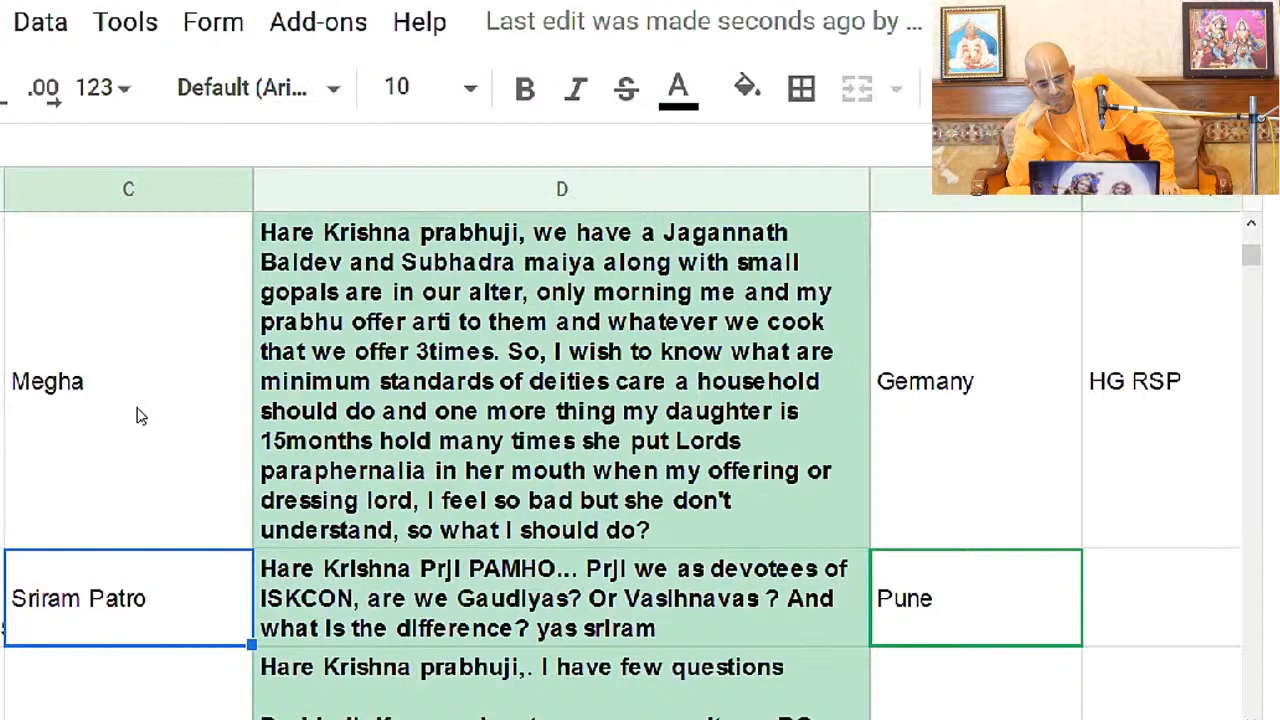 Data Tools Form Add-ons Help Last edit was made seconds ago by ...
.00 123 Default (Ari... 10 B I S A
C D
Hare Krishna prabhuji, we have a Jagannath
Baldev and Subhadra maiya along with small
gopals are in our alter, only morning me and my
prabhu offer arti to them and whatever we cook
that we offer 3times. So, I wish to know what are
minimum standards of deities care a household
should do and one more thing my daughter is
15months hold many times she put Lords
paraphernalia in her mouth when my offering or
dressing lord, I feel so bad but she don't
understand, so what I should do?
Megha
Germany
HG RSP
Hare Krishna Prji PAMHO... Prji we as devotees of
ISKCON, are we Gaudiyas? Or Vasihnavas ? And
what is the difference? yas sriram
Sriram Patro
Pune
Hare Krishna prabhuji,. I have few questions